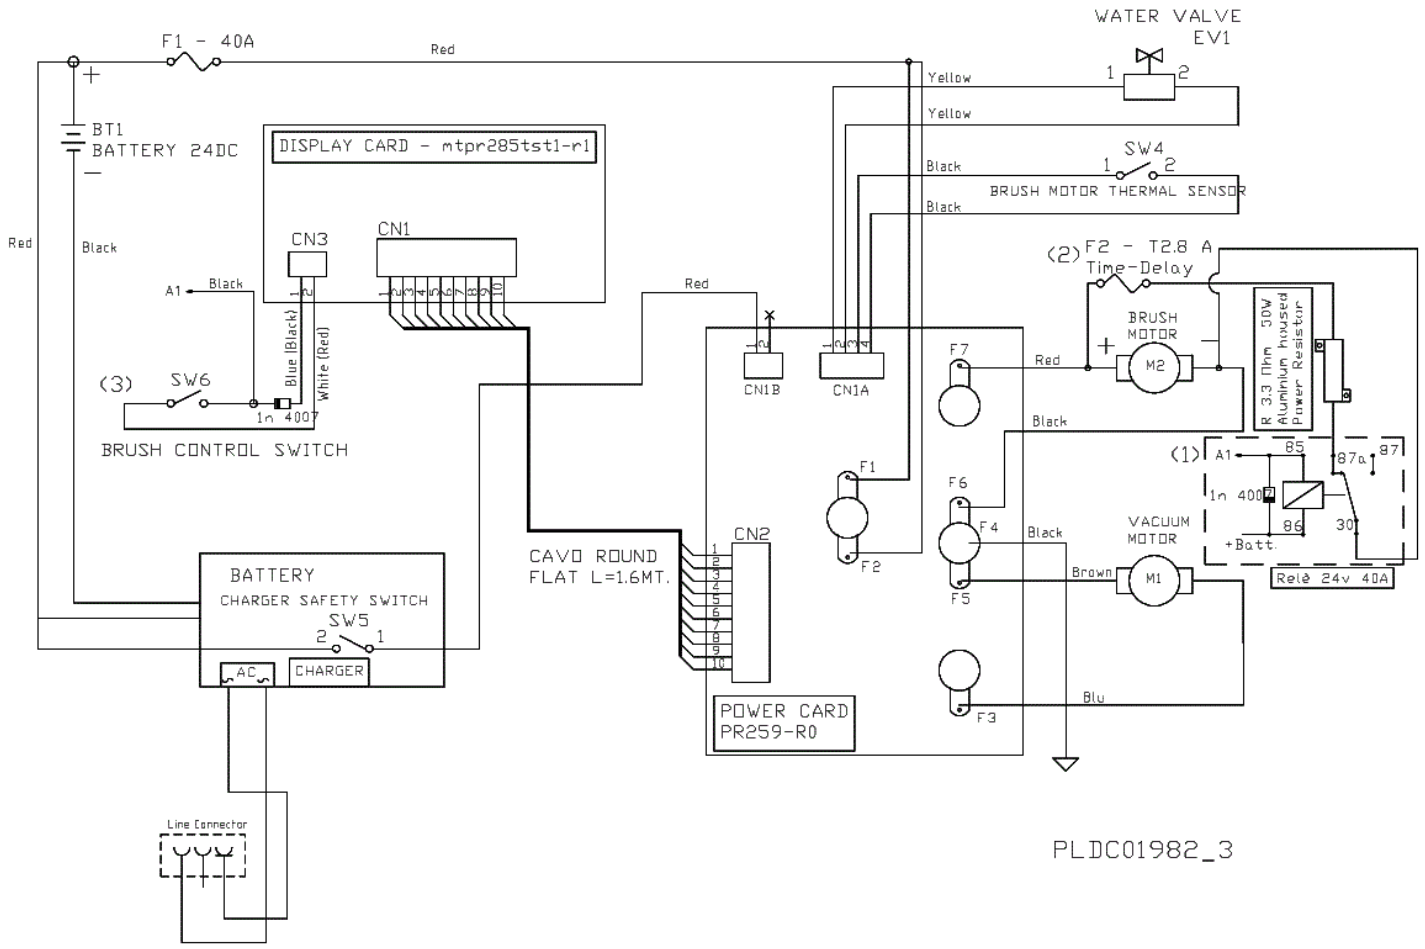 WATER VALVE
EV1
F1 - 40A
Red
+
1
2
Yellow
Yellow
BT1
BATTERY 24DC
—
DISPLAY CARD - mtpr285tst1-r1
SW4
1
2
Black
BRUSH MOTOR THERMAL SENSOR
Black
Red
Black
CN3
CN1
1 2
1 2 3 4 5 6 7 8 9 10
A1
Black
Red
(2)
F2 - T2.8 A
Time-Delay
Blue (Black)
White (Red)
1 2
1 2 3 4
CN1B
CN1A
F7
Red
BRUSH
MOTOR
+
—
M2
R 3.3 Ohm 50W
Aluminium housed
Power Resistor
(3)
SW6
1n 4007
BRUSH CONTROL SWITCH
Black
(1)
A1
85
87a
87
1n 4007
86
30
+Batt.
Relè 24v 40A
F1
F2
F6
F4
F5
Black
Brown
VACUUM
MOTOR
M1
CAVO ROUND
FLAT L=1.6MT.
CN2
1
2
3
4
5
6
7
8
9
10
BATTERY
CHARGER SAFETY SWITCH
SW5
2
1
AC
CHARGER
F3
Blu
POWER CARD
PR259-R0
Line Connector
PLDC01982_3